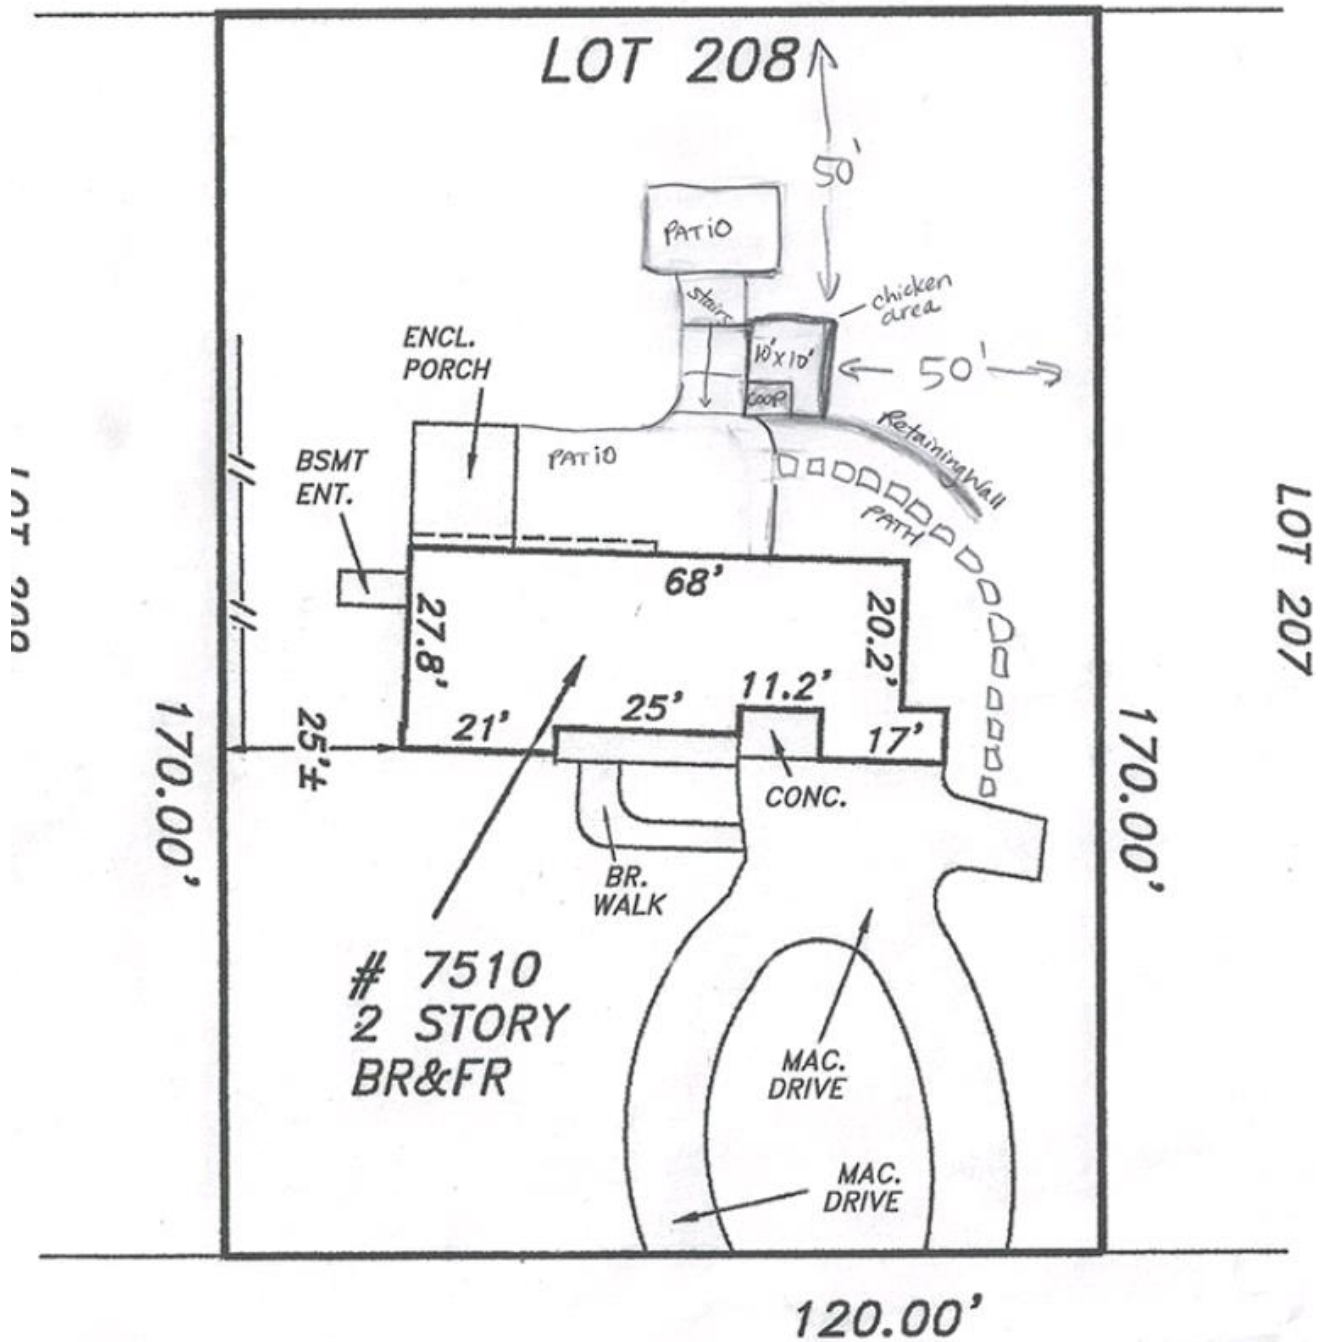 LOT 208
50'
PATIO
stairs
chicken
area
10'x10'
50'
coop
ENCL.
PORCH
Retaining Wall
PATIO
BSMT
ENT.
PATH
LOT 207
68'
27.8'
20.2'
11.2'
25'
21'
17'
25'±
170.00'
170.00'
CONC.
BR.
WALK
# 7510
2 STORY
BR&FR
MAC.
DRIVE
MAC.
DRIVE
120.00'